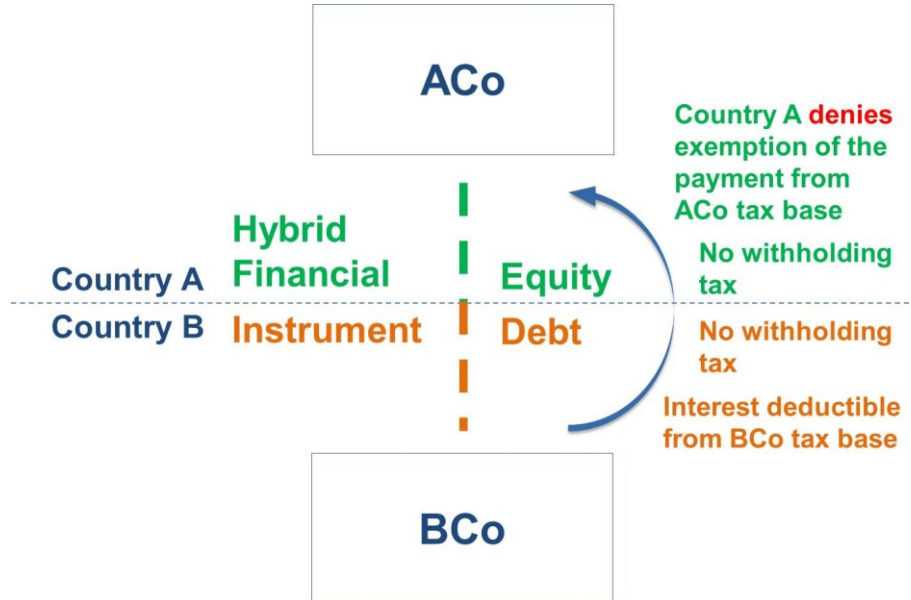 ACo
Country A denies
exemption of the
payment from
ACo tax base
Hybrid
Financial
No withholding
tax
Country A
Equity
Country B
Instrument
Debt
No withholding
tax
Interest deductible
from BCo tax base
BCo